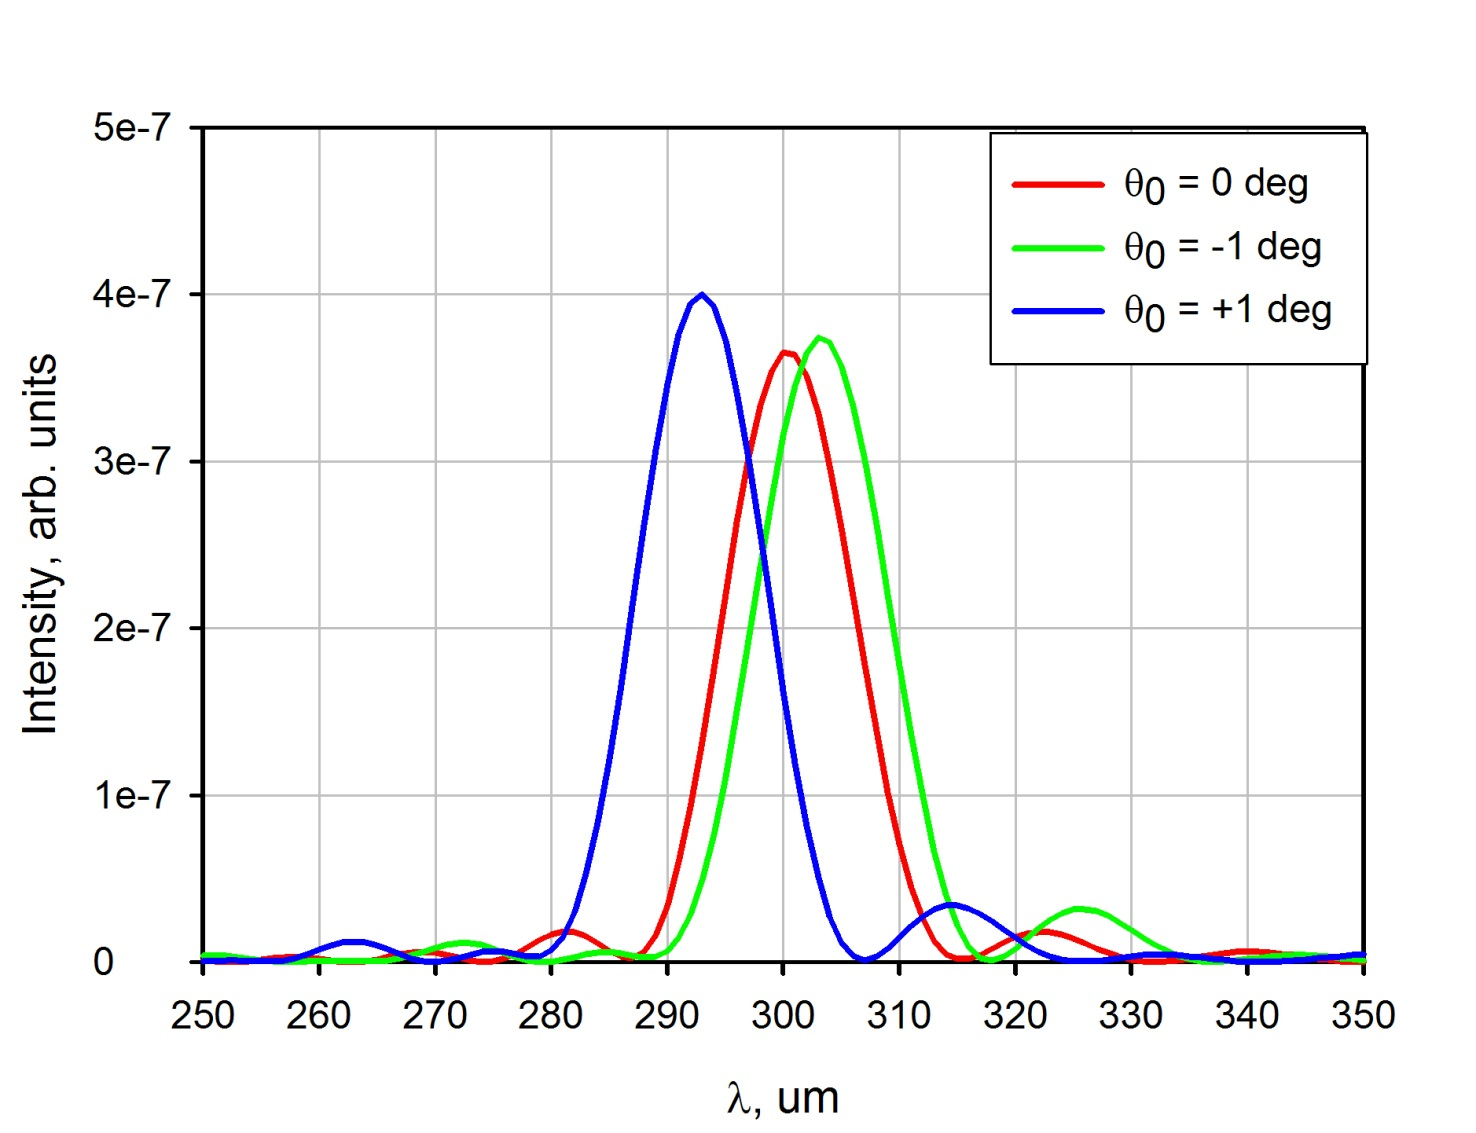 5e-7
4e-7
3e-7
2e-7
1e-7
0
Intensity, arb. units
θ0 = 0 deg
θ0 = -1 deg
θ0 = +1 deg
250 260 270 280 290 300 310 320 330 340 350
λ, um